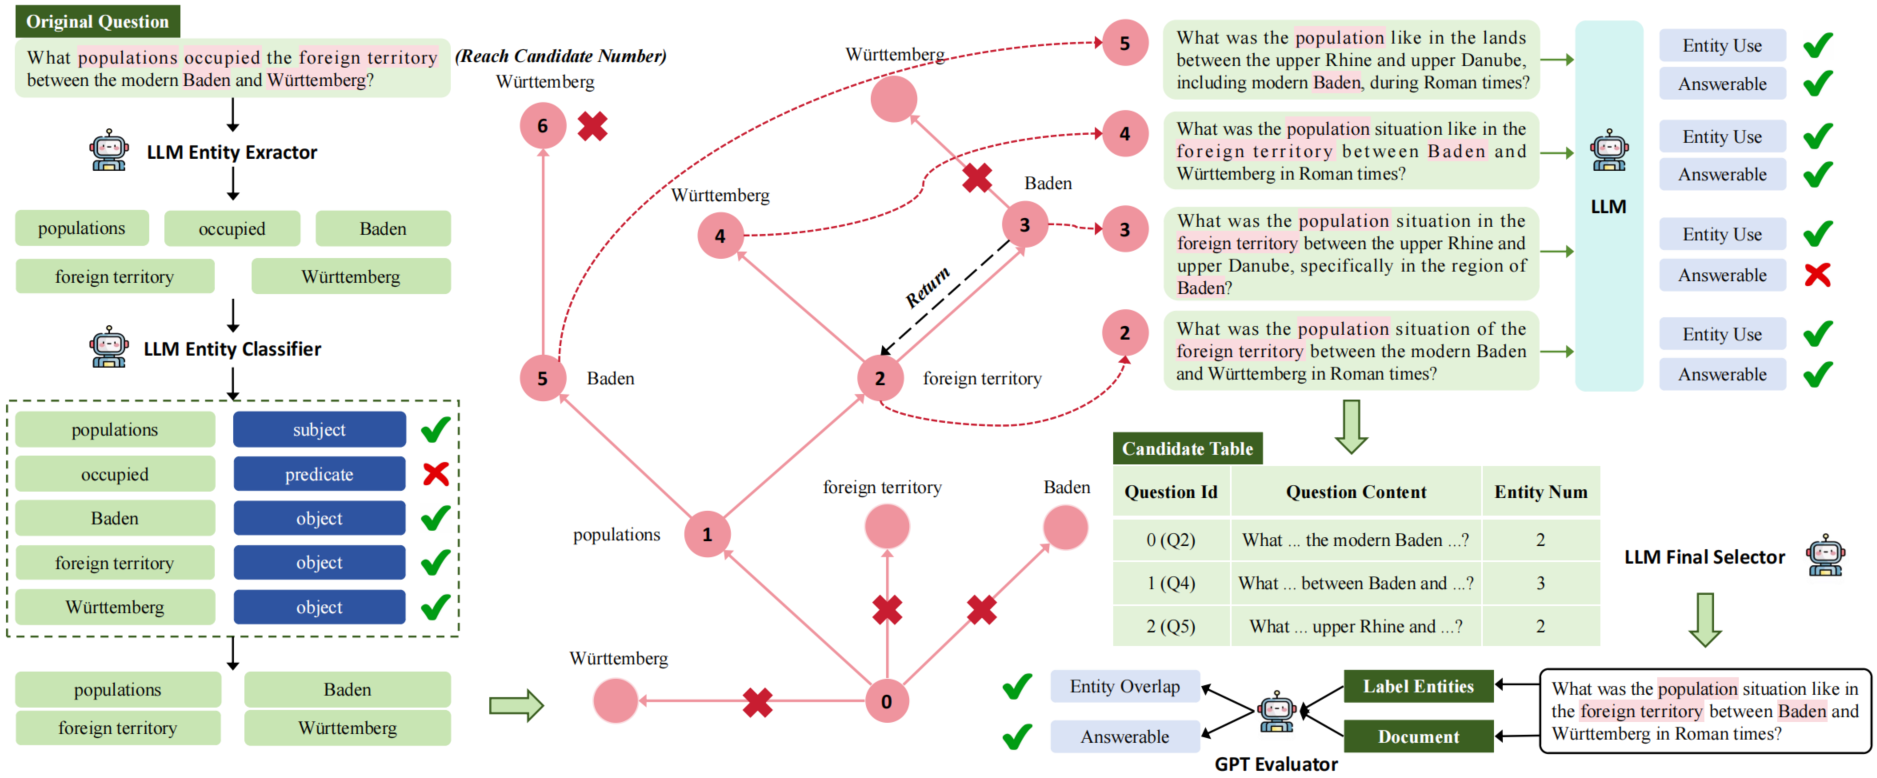 Original Question
What populations occupied the foreign territory
between the modern Baden and Württemberg?
LLM Entity Exractor
populations
occupied
Baden
foreign territory
Württemberg
LLM Entity Classifier
populations
subject
occupied
predicate
Baden
object
foreign territory
object
Württemberg
object
populations
Baden
foreign territory
Württemberg
(Reach Candidate Number)
Württemberg
6
Württemberg
Württemberg
4
Baden
3
Return
5
Baden
2
foreign territory
populations
1
foreign territory
Baden
Württemberg
0
5
What was the population like in the lands
between the upper Rhine and upper Danube,
including modern Baden, during Roman times?
4
What was the population situation like in the
foreign territory between Baden and
Württemberg in Roman times?
3
What was the population situation in the
foreign territory between the upper Rhine and
upper Danube, specifically in the region of
Baden?
2
What was the population situation of the
foreign territory between the modern Baden
and Württemberg in Roman times?
LLM
Entity Use
Answerable
Entity Use
Answerable
Entity Use
Answerable
Entity Use
Answerable
Candidate Table
Question Id Question Content Entity Num
0 (Q2) What ... the modern Baden ...? 2
1 (Q4) What ... between Baden and ...? 3
2 (Q5) What ... upper Rhine and ...? 2
LLM Final Selector
What was the population situation like in
the foreign territory between Baden and
Württemberg in Roman times?
Label Entities
Document
GPT Evaluator
Entity Overlap
Answerable